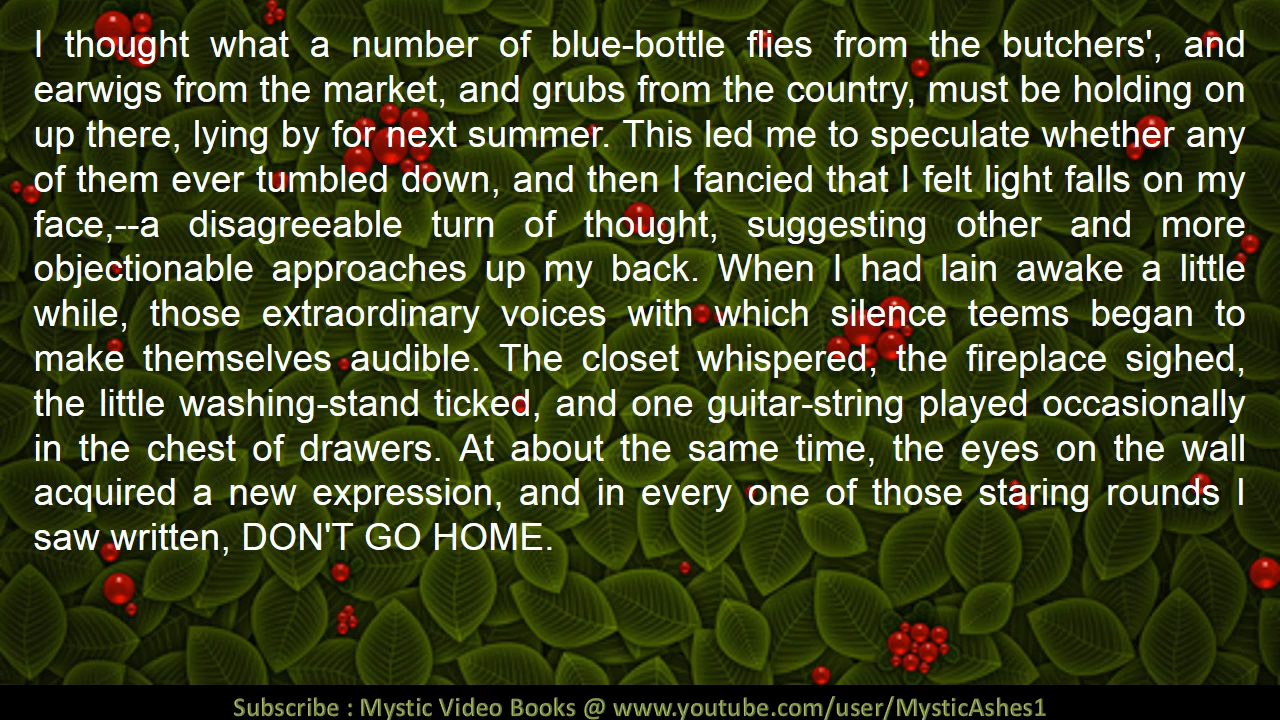 I thought what a number of blue-bottle flies from the butchers', and
earwigs from the market, and grubs from the country, must be holding on
up there, lying by for next summer. This led me to speculate whether any
of them ever tumbled down, and then I fancied that I felt light falls on my
face,--a disagreeable turn of thought, suggesting other and more
objectionable approaches up my back. When I had lain awake a little
while, those extraordinary voices with which silence teems began to
make themselves audible. The closet whispered, the fireplace sighed,
the little washing-stand ticked, and one guitar-string played occasionally
in the chest of drawers. At about the same time, the eyes on the wall
acquired a new expression, and in every one of those staring rounds I
saw written, DON'T GO HOME.
Subscribe : Mystic Video Books @ www.youtube.com/user/MysticAshes1